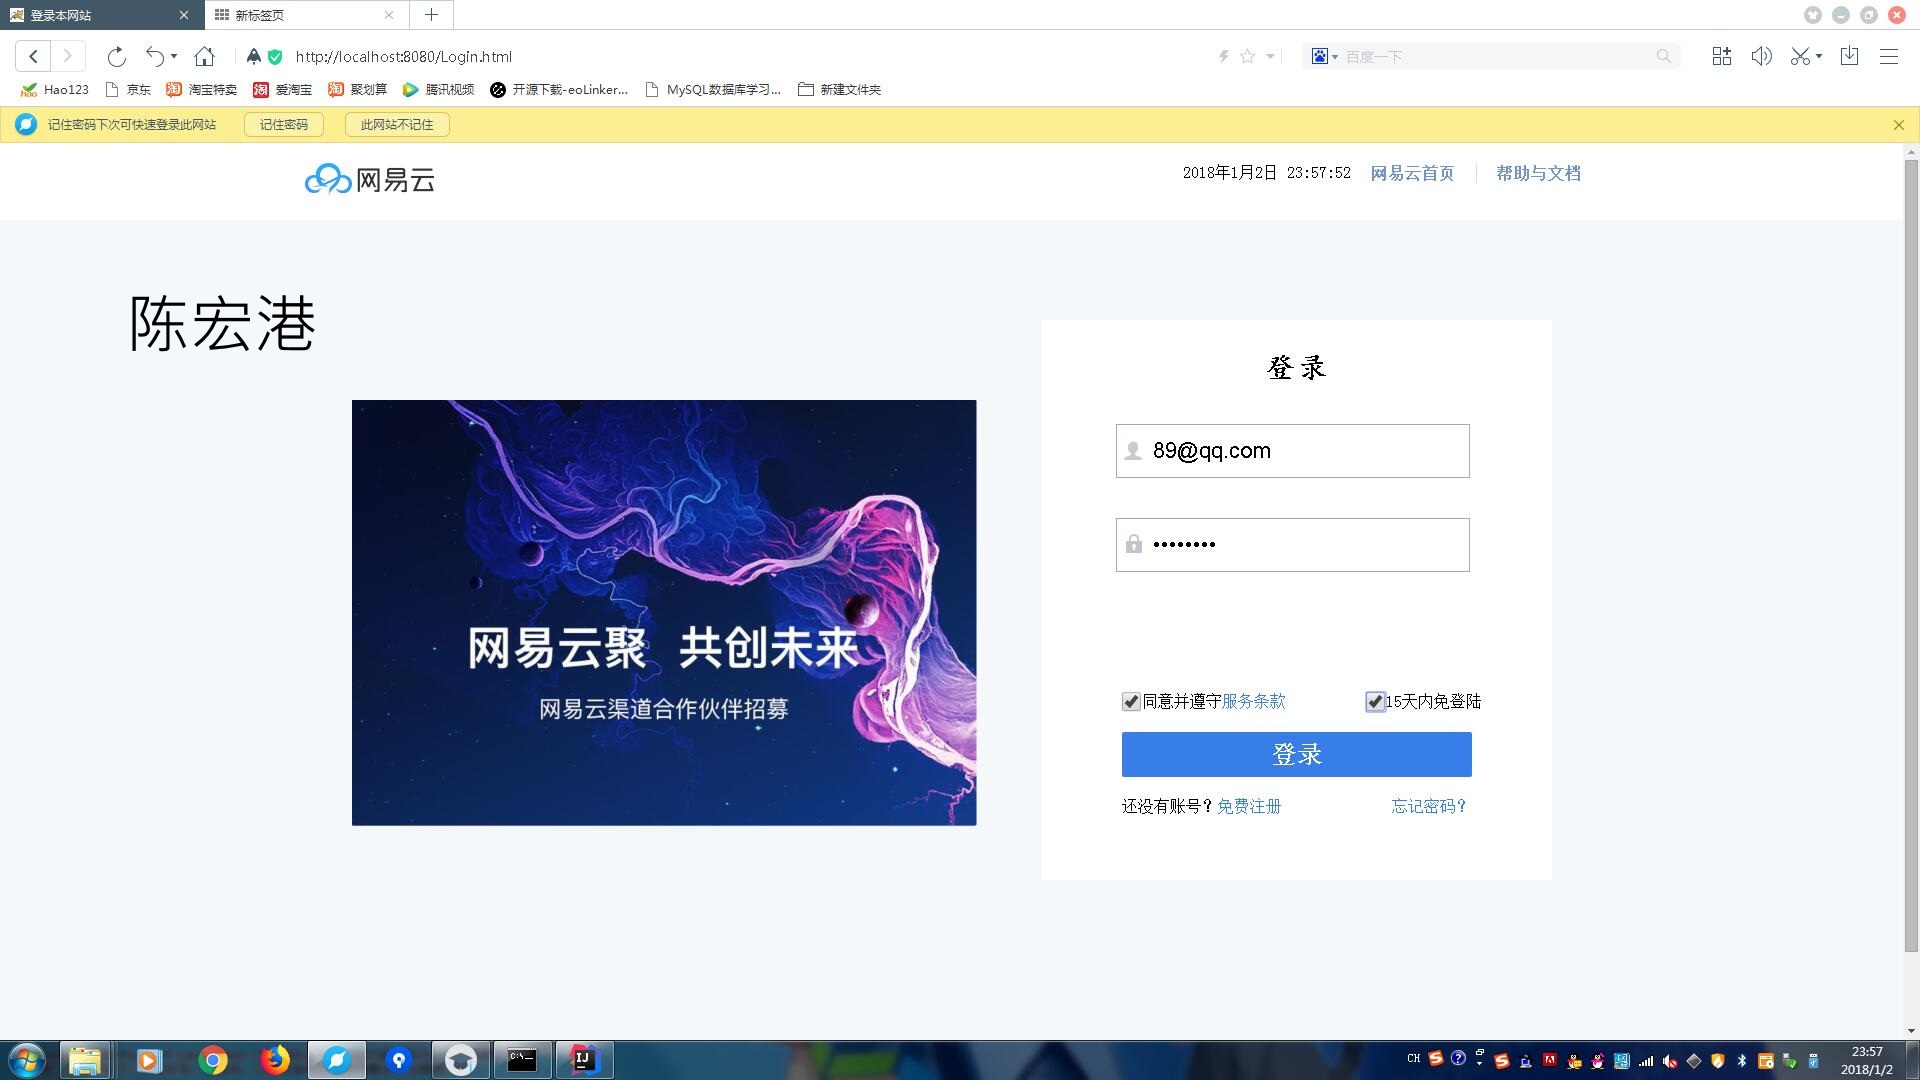 登录本网站
新标签页
http://localhost:8080/Login.html
百度一下
Hao123
京东
淘宝特卖
爱淘宝
聚划算
腾讯视频
开源下载-eoLinker...
MySQL数据库学习...
新建文件夹
记住密码下次可快速登录此网站
记住密码
此网站不记住
网易云
2018年1月2日 23:57:52
网易云首页
帮助与文档
陈宏港
网易云聚 共创未来
网易云渠道合作伙伴招募
登录
89@qq.com
••••••••
同意并遵守服务条款
15天内免登陆
登录
还没有账号？免费注册
忘记密码？
CH
23:57
2018/1/2